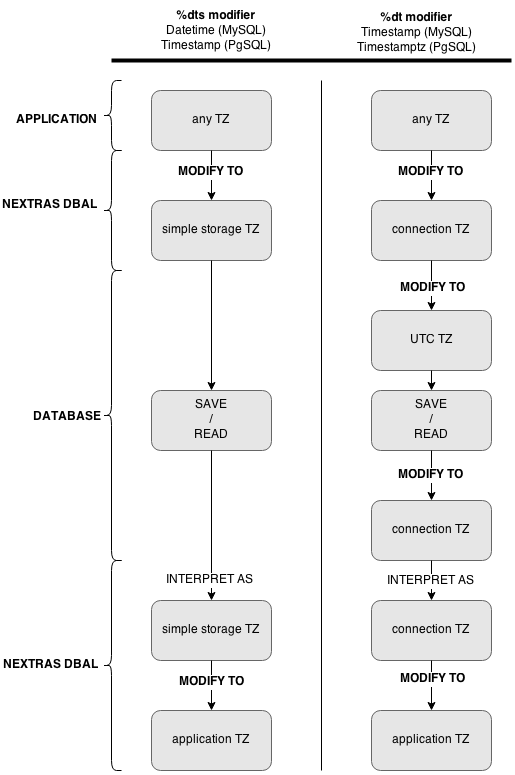 %dts modifier
Datetime (MySQL)
Timestamp (PgSQL)
%dt modifier
Timestamp (MySQL)
Timestamptz (PgSQL)
APPLICATION
any TZ
any TZ
MODIFY TO
MODIFY TO
NEXTRAS DBAL
simple storage TZ
connection TZ
MODIFY TO
UTC TZ
DATABASE
SAVE
/
READ
SAVE
/
READ
MODIFY TO
connection TZ
INTERPRET AS
INTERPRET AS
simple storage TZ
connection TZ
NEXTRAS DBAL
MODIFY TO
MODIFY TO
application TZ
application TZ